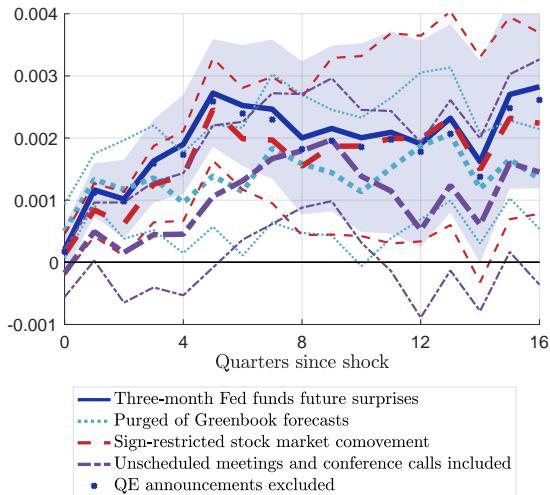 0.004
0.003
0.002
0.001
0
-0.001
0 4 8 12 16
Quarters since shock
Three-month Fed funds future surprises
Purged of Greenbook forecasts
Sign-restricted stock market comovement
Unscheduled meetings and conference calls included
QE announcements excluded